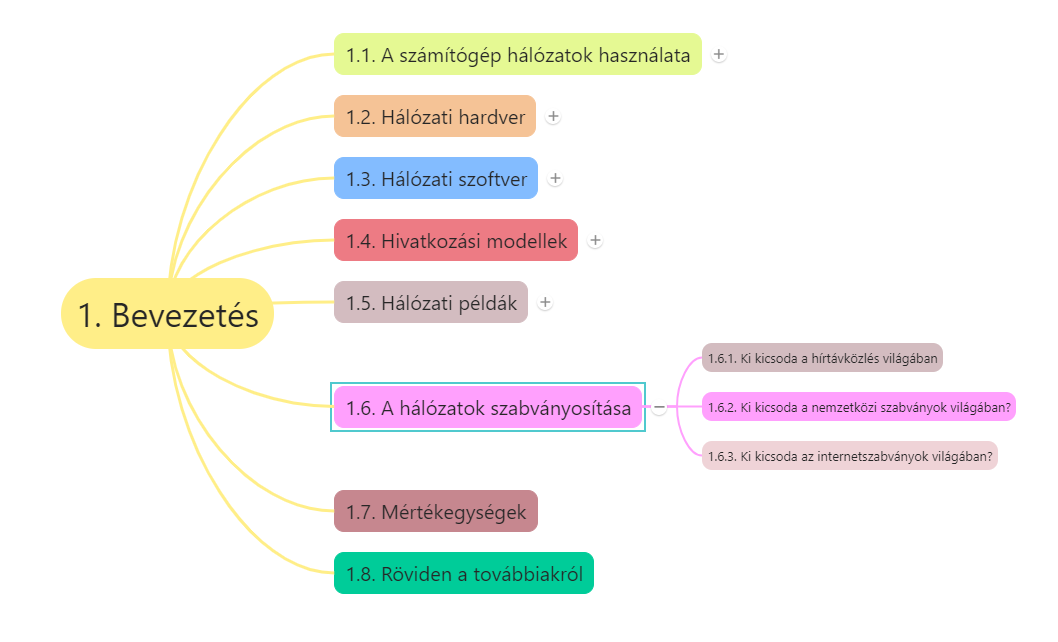 1. Bevezetés
1.1. A számítógép hálózatok használata
1.2. Hálózati hardver
1.3. Hálózati szoftver
1.4. Hivatkozási modellek
1.5. Hálózati példák
1.6. A hálózatok szabványosítása
1.6.1. Ki kicsoda a hírtávközlés világában
1.6.2. Ki kicsoda a nemzetközi szabványok világában?
1.6.3. Ki kicsoda az internetszabványok világában?
1.7. Mértékegységek
1.8. Röviden a továbbiakról